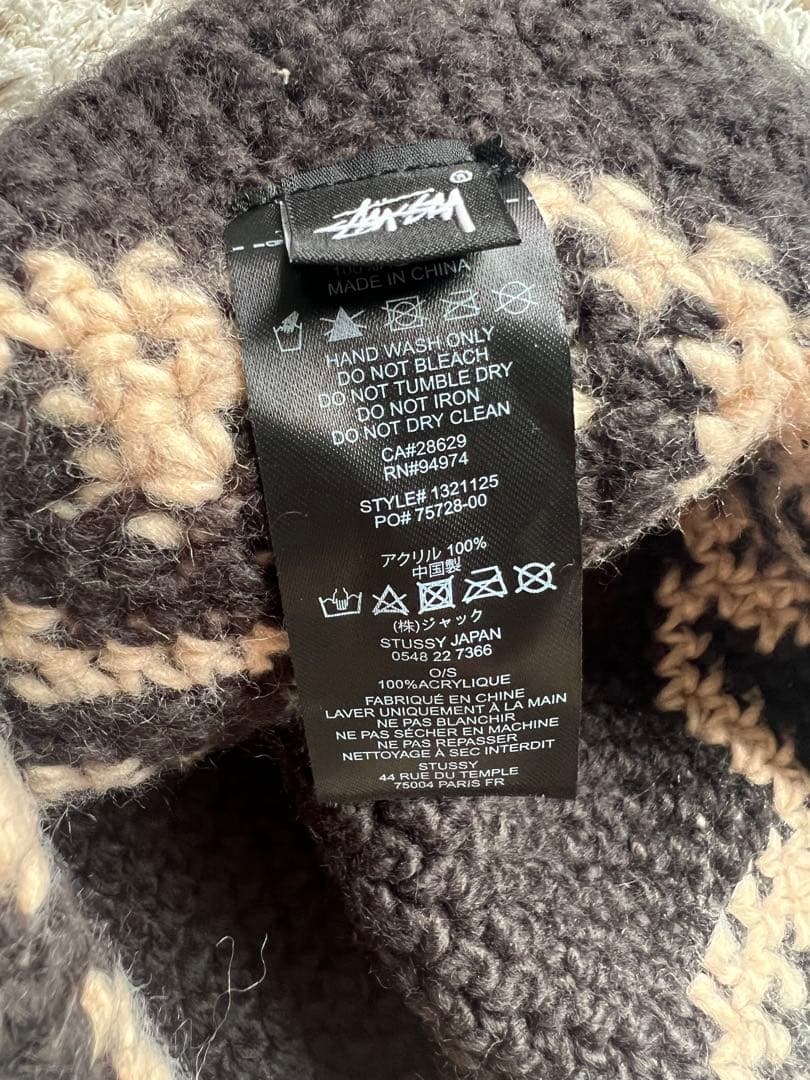 100%
MADE IN CHINA
HAND WASH ONLY
DO NOT BLEACH
DO NOT TUMBLE DRY
DO NOT IRON
DO NOT DRY CLEAN
CA#28629
RN#94974
STYLE# 1321125
PO# 75728-00
アクリル 100%
中国製
(株)ジャック
STUSSY JAPAN
0548 22 7366
O/S
100%ACRYLIQUE
FABRIQUÉ EN CHINE
LAVER UNIQUEMENT À LA MAIN
NE PAS BLANCHIR
NE PAS SÉCHER EN MACHINE
NE PAS REPASSER
NETTOYAGE À SEC INTERDIT
STUSSY
44 RUE DU TEMPLE
75004 PARIS FR